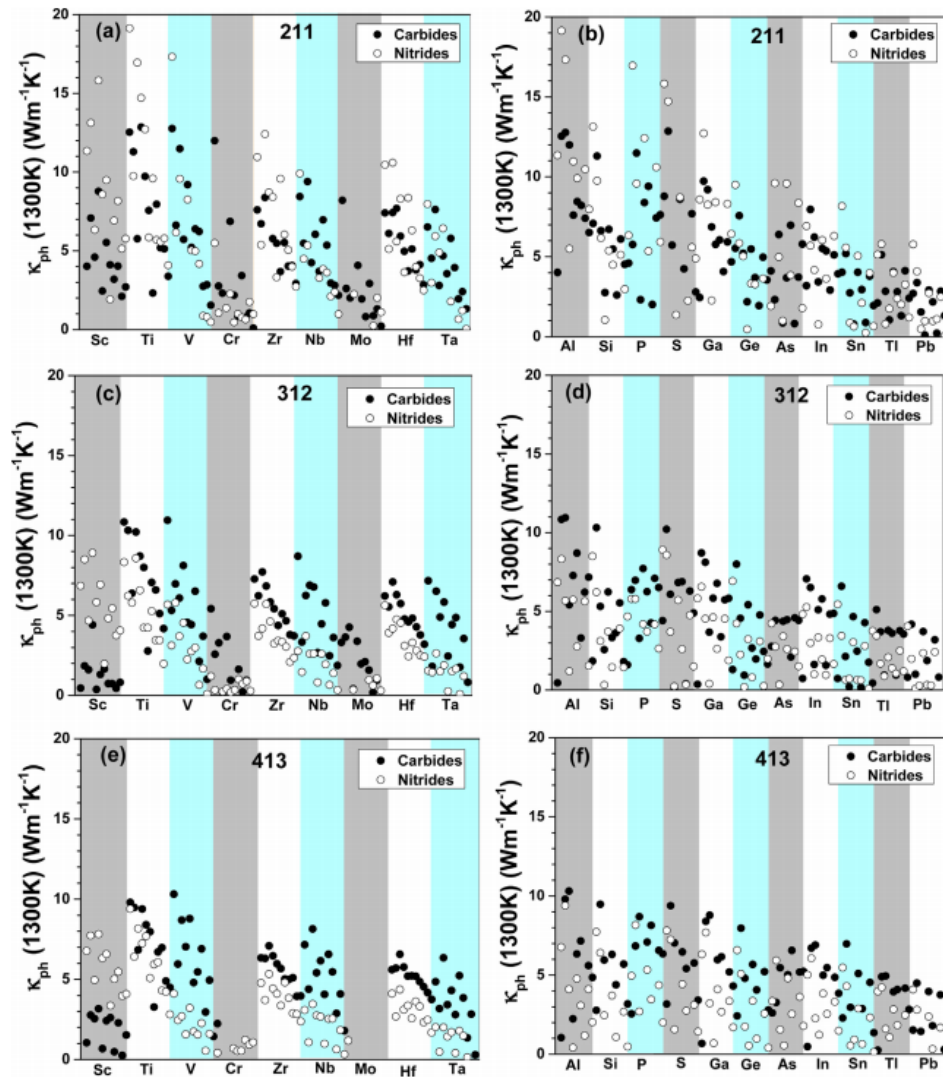 (a) 211
Carbides
Nitrides
κph (1300K) (Wm⁻¹K⁻¹)
20
15
10
5
0
Sc Ti V Cr Zr Nb Mo Hf Ta
(b) 211
Carbides
Nitrides
κph (1300K) (Wm⁻¹K⁻¹)
20
15
10
5
0
Al Si P S Ga Ge As In Sn Tl Pb
(c) 312
Carbides
Nitrides
κph (1300K) (Wm⁻¹K⁻¹)
20
15
10
5
0
Sc Ti V Cr Zr Nb Mo Hf Ta
(d) 312
Carbides
Nitrides
κph (1300K) (Wm⁻¹K⁻¹)
20
15
10
5
0
Al Si P S Ga Ge As In Sn Tl Pb
(e) 413
Carbides
Nitrides
κph (1300K) (Wm⁻¹K⁻¹)
20
15
10
5
0
Sc Ti V Cr Zr Nb Mo Hf Ta
(f) 413
Carbides
Nitrides
κph (1300K) (Wm⁻¹K⁻¹)
20
15
10
5
0
Al Si P S Ga Ge As In Sn Tl Pb